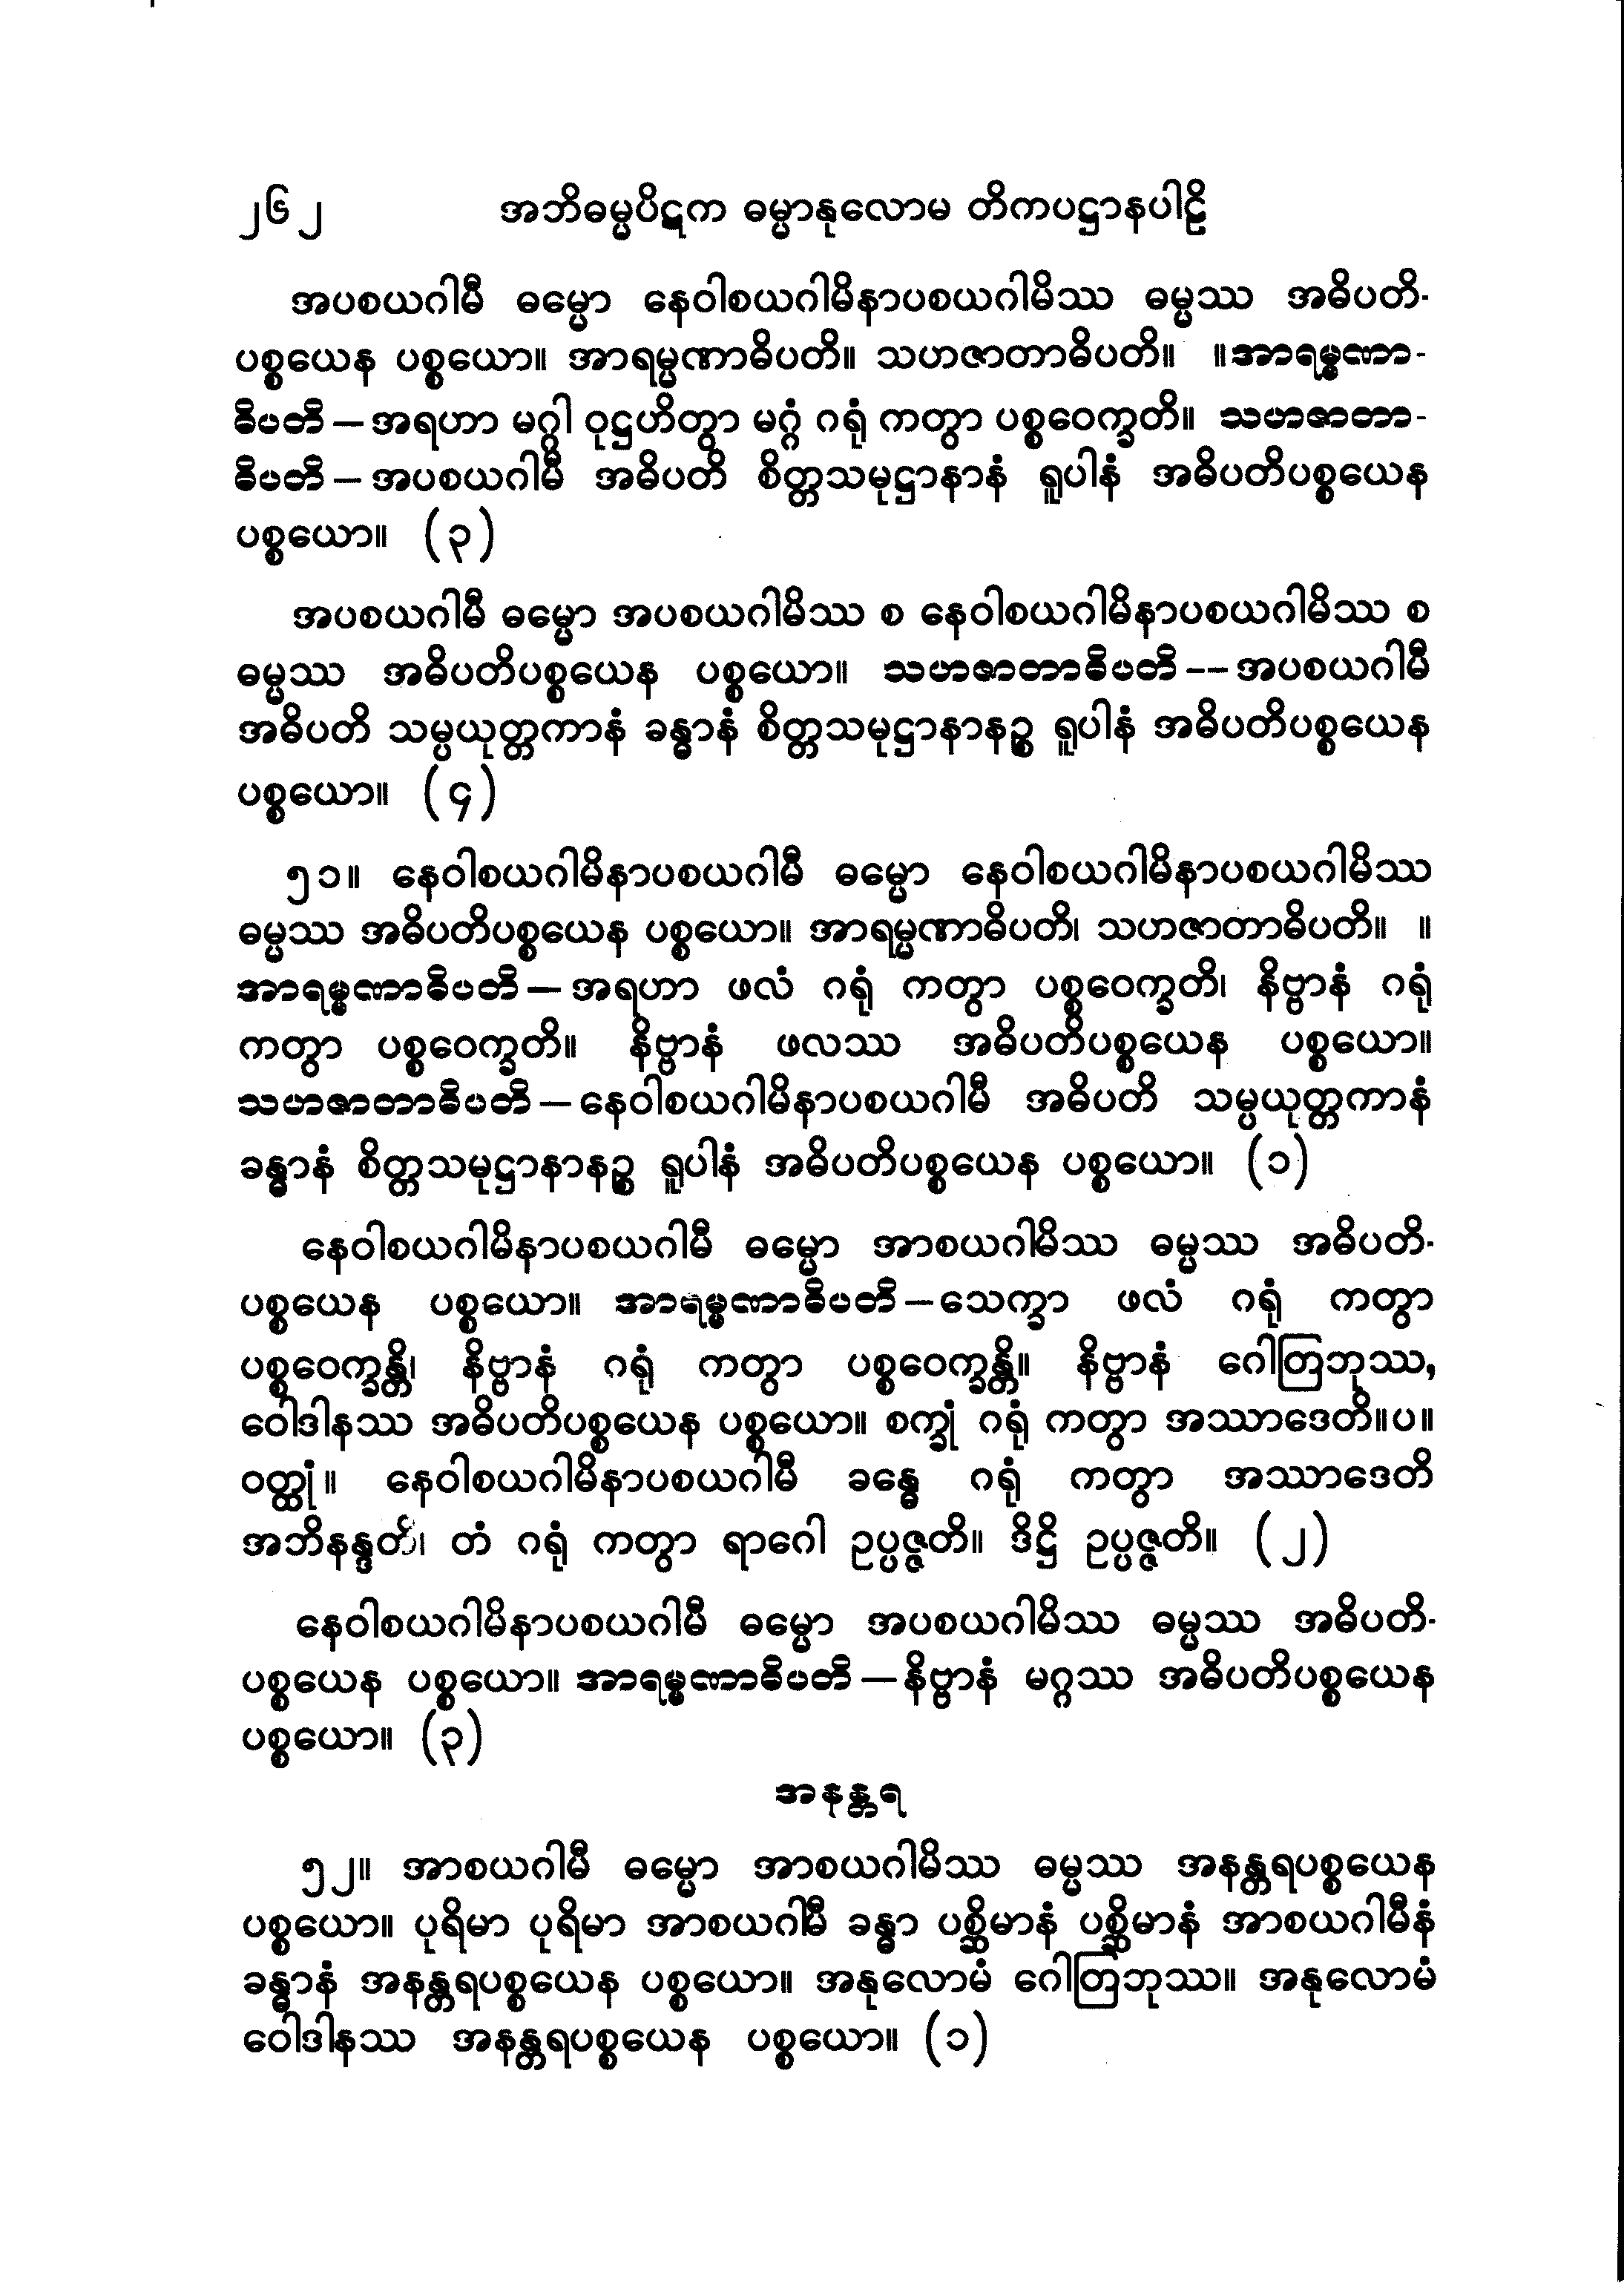 ၂၆၂ အဘိဓမ္မပိဋက ဓမ္မာနုလောမ တိကပဋ္ဌာနပါဠိ
အပစယဂါမီ ဓမ္မော နေဝါစယဂါမိနာပစယဂါမိဿ ဓမ္မဿ အဓိပတိ-
ပစ္စယေန ပစ္စယော။ အာရမ္မဏာဓိပတိ။ သဟဇာတာဓိပတိ။ ။အာရမ္မဏာ-
ဓိပတိ – အရဟာ မဂ္ဂါ ဝုဋ္ဌဟိတွာ မဂ္ဂံ ဂရုံ ကတွာ ပစ္စဝေက္ခတိ။ သဟဇာတာ-
ဓိပတိ – အပစယဂါမီ အဓိပတိ စိတ္တသမုဋ္ဌာနာနံ ရူပါနံ အဓိပတိပစ္စယေန
ပစ္စယော။ (၃)
အပစယဂါမီ ဓမ္မော အပစယဂါမိဿ စ နေဝါစယဂါမိနာပစယဂါမိဿ စ
ဓမ္မဿ အဓိပတိပစ္စယေန ပစ္စယော။ သဟဇာတာဓိပတိ -- အပစယဂါမီ
အဓိပတိ သမ္ပယုတ္တကာနံ ခန္ဓာနံ စိတ္တသမုဋ္ဌာနာနဉ္စ ရူပါနံ အဓိပတိပစ္စယေန
ပစ္စယော။ (၄)
၅၁။ နေဝါစယဂါမိနာပစယဂါမီ ဓမ္မော နေဝါစယဂါမိနာပစယဂါမိဿ
ဓမ္မဿ အဓိပတိပစ္စယေန ပစ္စယော။ အာရမ္မဏာဓိပတိ၊ သဟဇာတာဓိပတိ။ ။
အာရမ္မဏာဓိပတိ – အရဟာ ဖလံ ဂရုံ ကတွာ ပစ္စဝေက္ခတိ၊ နိဗ္ဗာနံ ဂရုံ
ကတွာ ပစ္စဝေက္ခတိ။ နိဗ္ဗာနံ ဖလဿ အဓိပတိပစ္စယေန ပစ္စယော။
သဟဇာတာဓိပတိ – နေဝါစယဂါမိနာပစယဂါမီ အဓိပတိ သမ္ပယုတ္တကာနံ
ခန္ဓာနံ စိတ္တသမုဋ္ဌာနာနဉ္စ ရူပါနံ အဓိပတိပစ္စယေန ပစ္စယော။ (၁)
နေဝါစယဂါမိနာပစယဂါမီ ဓမ္မော အာစယဂါမိဿ ဓမ္မဿ အဓိပတိ-
ပစ္စယေန ပစ္စယော။ အာရမ္မဏာဓိပတိ – သေက္ခာ ဖလံ ဂရုံ ကတွာ
ပစ္စဝေက္ခန္တိ၊ နိဗ္ဗာနံ ဂရုံ ကတွာ ပစ္စဝေက္ခန္တိ။ နိဗ္ဗာနံ ဂေါတြဘုဿ,
ဝေါဒါနဿ အဓိပတိပစ္စယေန ပစ္စယော။ စက္ခုံ ဂရုံ ကတွာ အဿာဒေတိ။ပ။
ဝတ္ထုံ။ နေဝါစယဂါမိနာပစယဂါမီ ခန္ဓေ ဂရုံ ကတွာ အဿာဒေတိ
အဘိနန္ဒတိ၊ တံ ဂရုံ ကတွာ ရာဂေါ ဥပ္ပဇ္ဇတိ။ ဒိဋ္ဌိ ဥပ္ပဇ္ဇတိ။ (၂)
နေဝါစယဂါမိနာပစယဂါမီ ဓမ္မော အပစယဂါမိဿ ဓမ္မဿ အဓိပတိ-
ပစ္စယေန ပစ္စယော။ အာရမ္မဏာဓိပတိ – နိဗ္ဗာနံ မဂ္ဂဿ အဓိပတိပစ္စယေန
ပစ္စယော။ (၃)
အနန္တရ
၅၂။ အာစယဂါမီ ဓမ္မော အာစယဂါမိဿ ဓမ္မဿ အနန္တရပစ္စယေန
ပစ္စယော။ ပုရိမာ ပုရိမာ အာစယဂါမီ ခန္ဓာ ပစ္ဆိမာနံ ပစ္ဆိမာနံ အာစယဂါမီနံ
ခန္ဓာနံ အနန္တရပစ္စယေန ပစ္စယော။ အနုလောမံ ဂေါတြဘုဿ။ အနုလောမံ
ဝေါဒါနဿ အနန္တရပစ္စယေန ပစ္စယော။ (၁)